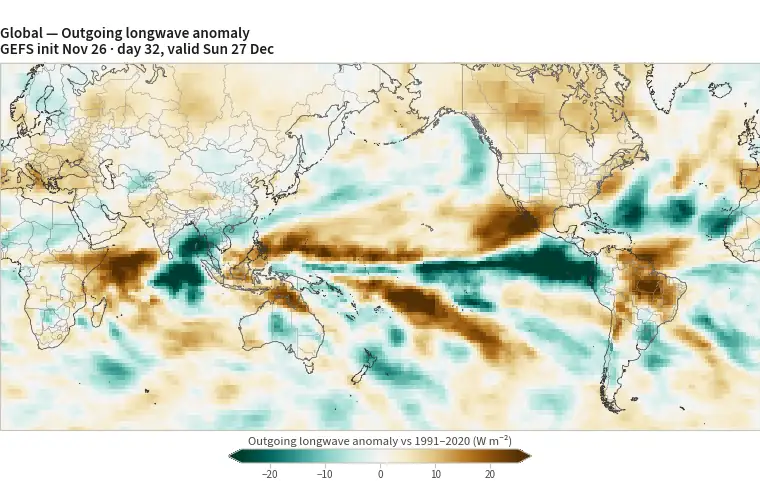 Global — Outgoing longwave anomaly
GEFS init Nov 26 · day 32, valid Sun 27 Dec
Outgoing longwave anomaly vs 1991–2020 (W m⁻²)
−20 −10 0 10 20